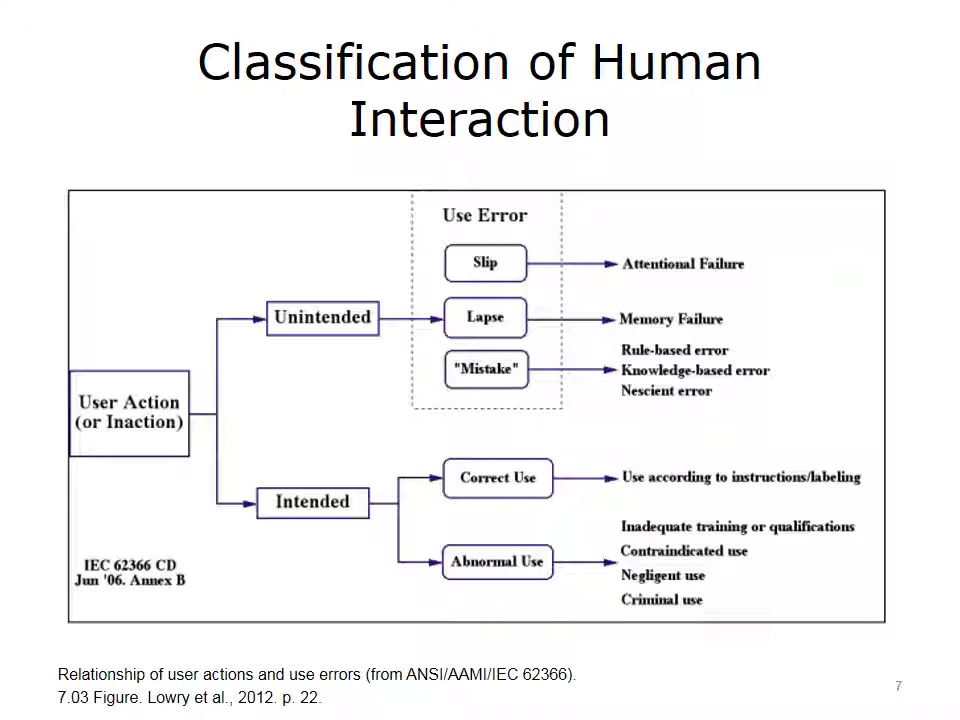 Classification of Human
Interaction
Use Error
Slip
Attentional Failure
Unintended
Lapse
Memory Failure
"Mistake"
Rule-based error
Knowledge-based error
Nescient error
User Action
(or Inaction)
Intended
Correct Use
Use according to instructions/labeling
Abnormal Use
Inadequate training or qualifications
Contraindicated use
Negligent use
Criminal use
IEC 62366 CD
Jun '06. Annex B
Relationship of user actions and use errors (from ANSI/AAMI/IEC 62366).
7.03 Figure. Lowry et al., 2012. p. 22.
7